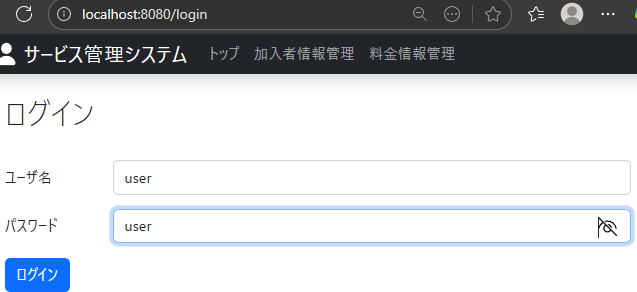 localhost:8080/login
サービス管理システム トップ 加入者情報管理 料金情報管理
ログイン
ユーザ名 user
パスワード user
ログイン